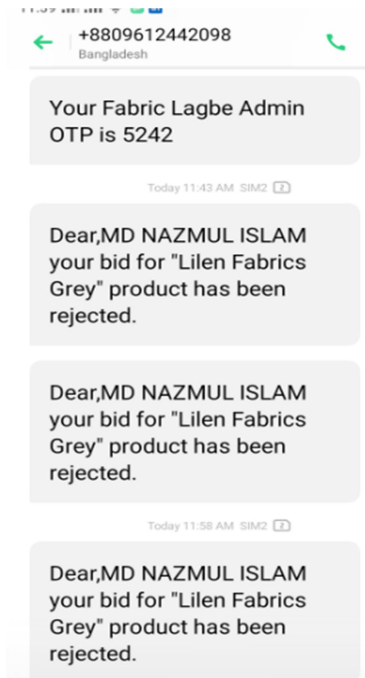 +8809612442098
Bangladesh
Your Fabric Lagbe Admin
OTP is 5242
Today 11:43 AM SIM2 2
Dear,MD NAZMUL ISLAM
your bid for "Lilen Fabrics
Grey" product has been
rejected.
Dear,MD NAZMUL ISLAM
your bid for "Lilen Fabrics
Grey" product has been
rejected.
Today 11:58 AM SIM2 2
Dear,MD NAZMUL ISLAM
your bid for "Lilen Fabrics
Grey" product has been
rejected.